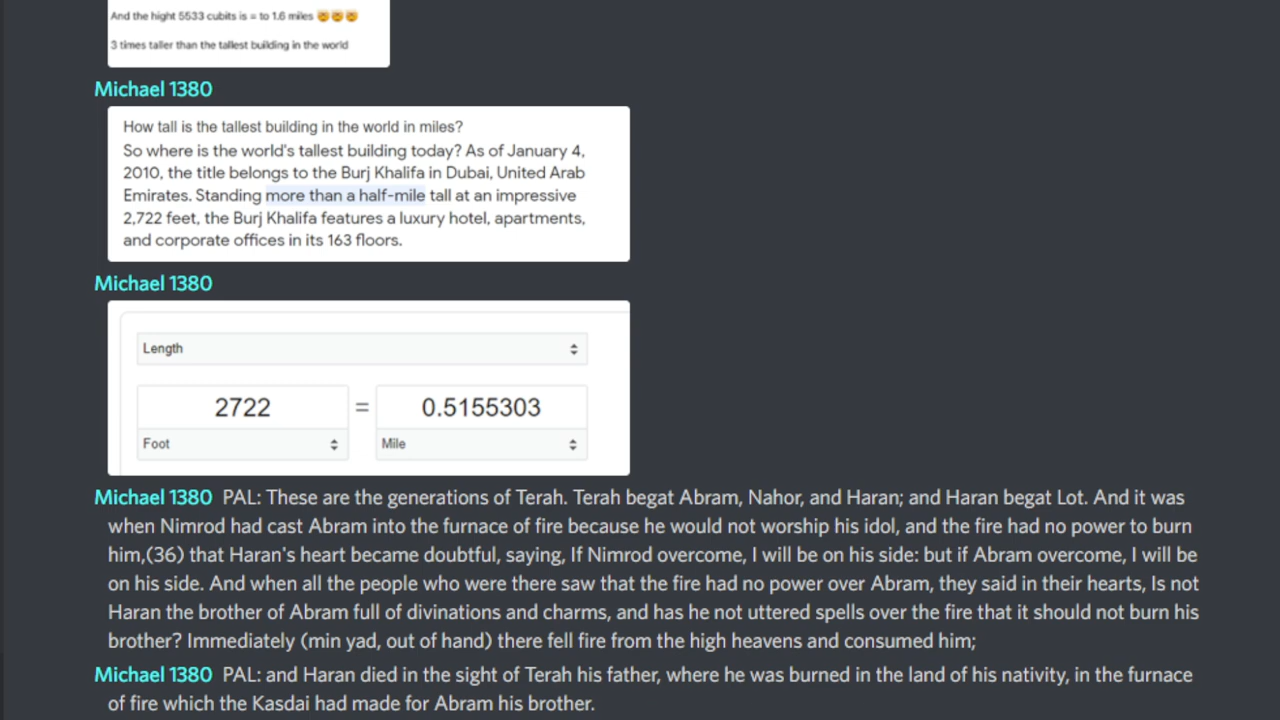 And the hight 5533 cubits is = to 1.6 miles 🤯🤯🤯
3 times taller than the tallest building in the world
Michael 1380
How tall is the tallest building in the world in miles?
So where is the world's tallest building today? As of January 4,
2010, the title belongs to the Burj Khalifa in Dubai, United Arab
Emirates. Standing more than a half-mile tall at an impressive
2,722 feet, the Burj Khalifa features a luxury hotel, apartments,
and corporate offices in its 163 floors.
Michael 1380
Length
2722 = 0.5155303
Foot Mile
Michael 1380 PAL: These are the generations of Terah. Terah begat Abram, Nahor, and Haran; and Haran begat Lot. And it was
when Nimrod had cast Abram into the furnace of fire because he would not worship his idol, and the fire had no power to burn
him,(36) that Haran's heart became doubtful, saying, If Nimrod overcome, I will be on his side: but if Abram overcome, I will be
on his side. And when all the people who were there saw that the fire had no power over Abram, they said in their hearts, Is not
Haran the brother of Abram full of divinations and charms, and has he not uttered spells over the fire that it should not burn his
brother? Immediately (min yad, out of hand) there fell fire from the high heavens and consumed him;
Michael 1380 PAL: and Haran died in the sight of Terah his father, where he was burned in the land of his nativity, in the furnace
of fire which the Kasdai had made for Abram his brother.